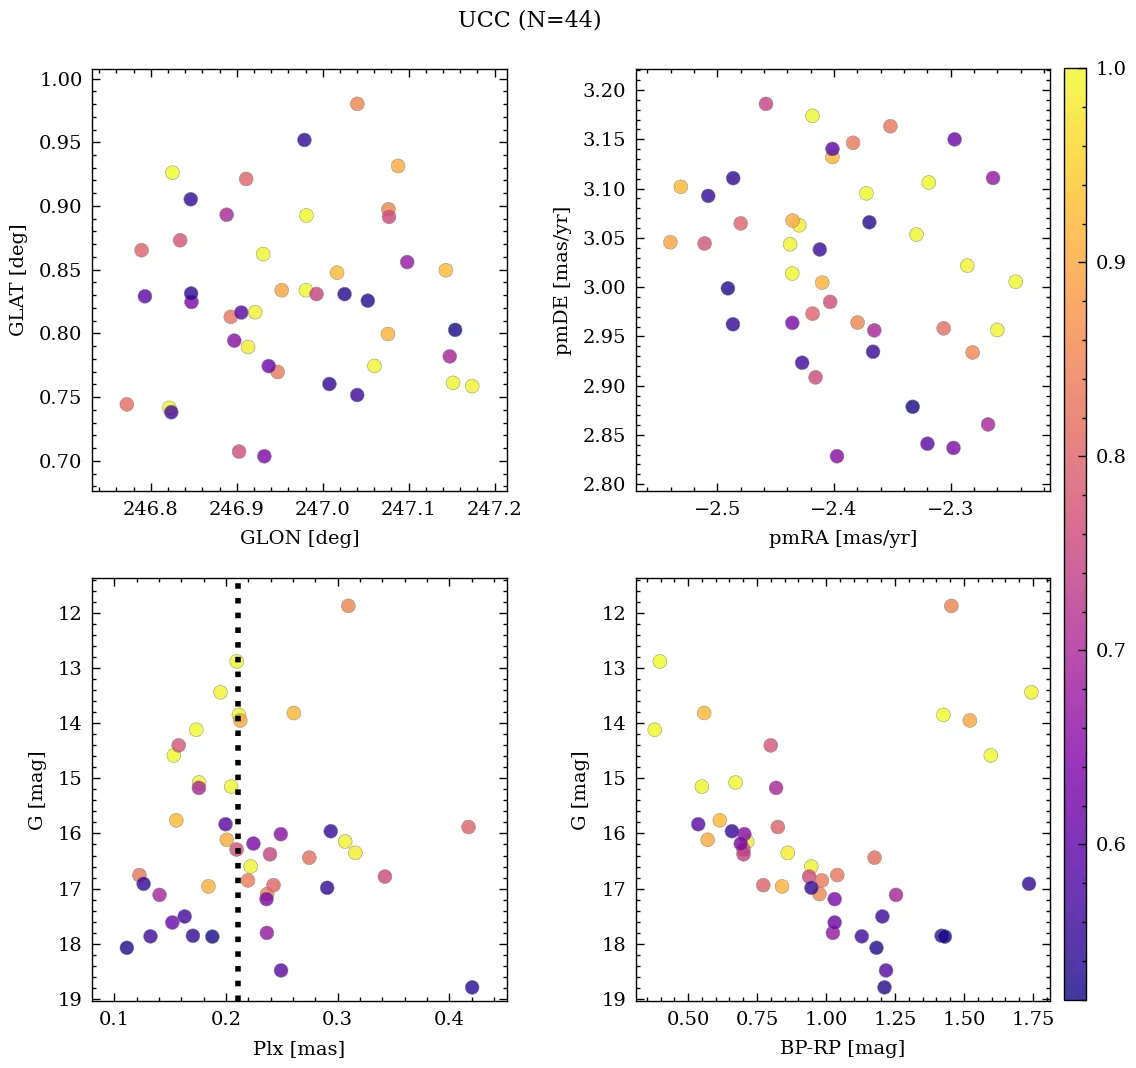 UCC (N=44)
1.00
0.95
0.90
0.85
0.80
0.75
0.70
GLAT [deg]
246.8 246.9 247.0 247.1 247.2
GLON [deg]
3.20
3.15
3.10
3.05
3.00
2.95
2.90
2.85
2.80
pmDE [mas/yr]
−2.5 −2.4 −2.3
pmRA [mas/yr]
1.0
0.9
0.8
0.7
0.6
12
13
14
15
16
17
18
19
G [mag]
0.1 0.2 0.3 0.4
Plx [mas]
12
13
14
15
16
17
18
19
G [mag]
0.50 0.75 1.00 1.25 1.50 1.75
BP-RP [mag]